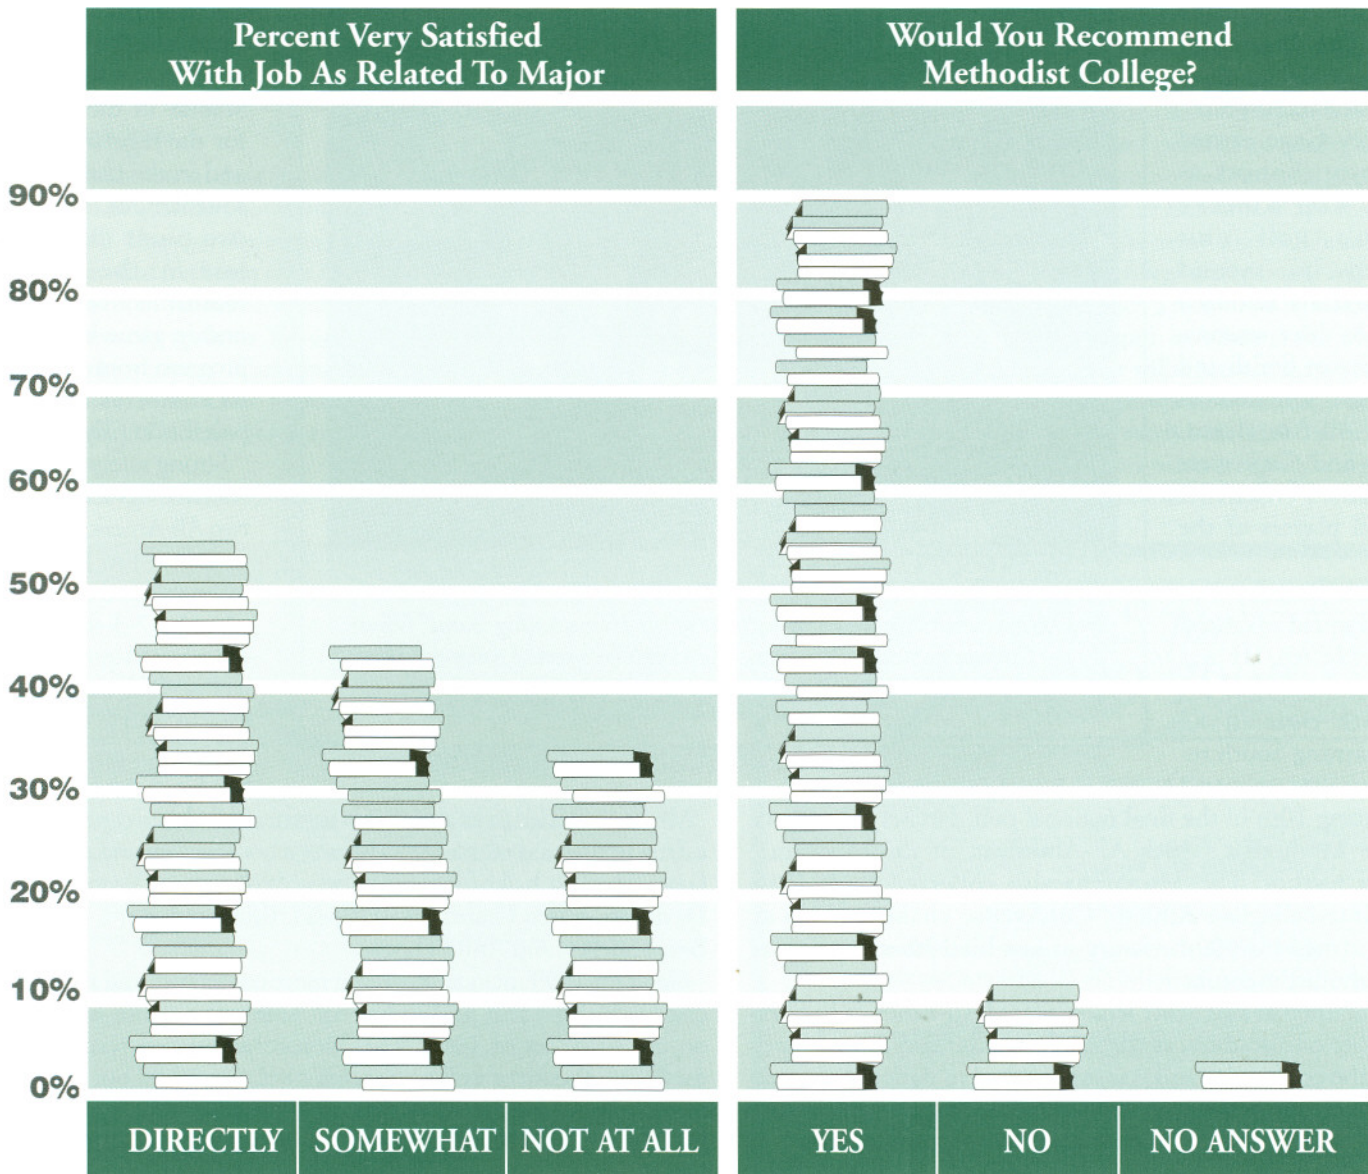 Percent Very Satisfied
With Job As Related To Major
Would You Recommend
Methodist College?
90%
80%
70%
60%
50%
40%
30%
20%
10%
0%
DIRECTLY
SOMEWHAT
NOT AT ALL
YES
NO
NO ANSWER